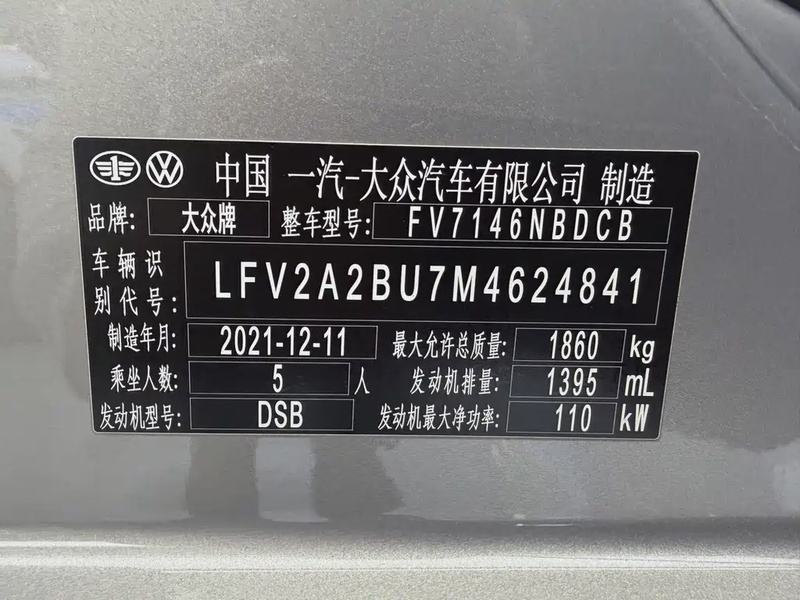 中国 一汽-大众汽车有限公司 制造
品牌: 大众牌 整车型号: FV7146NBDCB
车辆识别代号: LFV2A2BU7M4624841
制造年月: 2021-12-11 最大允许总质量: 1860 kg
乘坐人数: 5 人 发动机排量: 1395 mL
发动机型号: DSB 发动机最大净功率: 110 kW